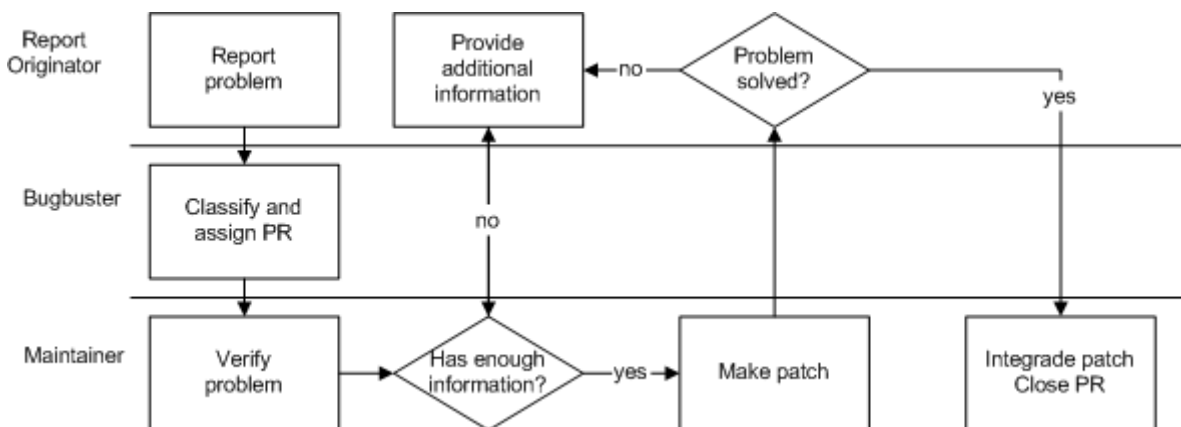 Report
Originator
Report
problem
Provide
additional
information
no
Problem
solved?
yes
Bugbuster
Classify and
assign PR
no
Maintainer
Verify
problem
Has enough
information?
yes
Make patch
Integrade patch
Close PR